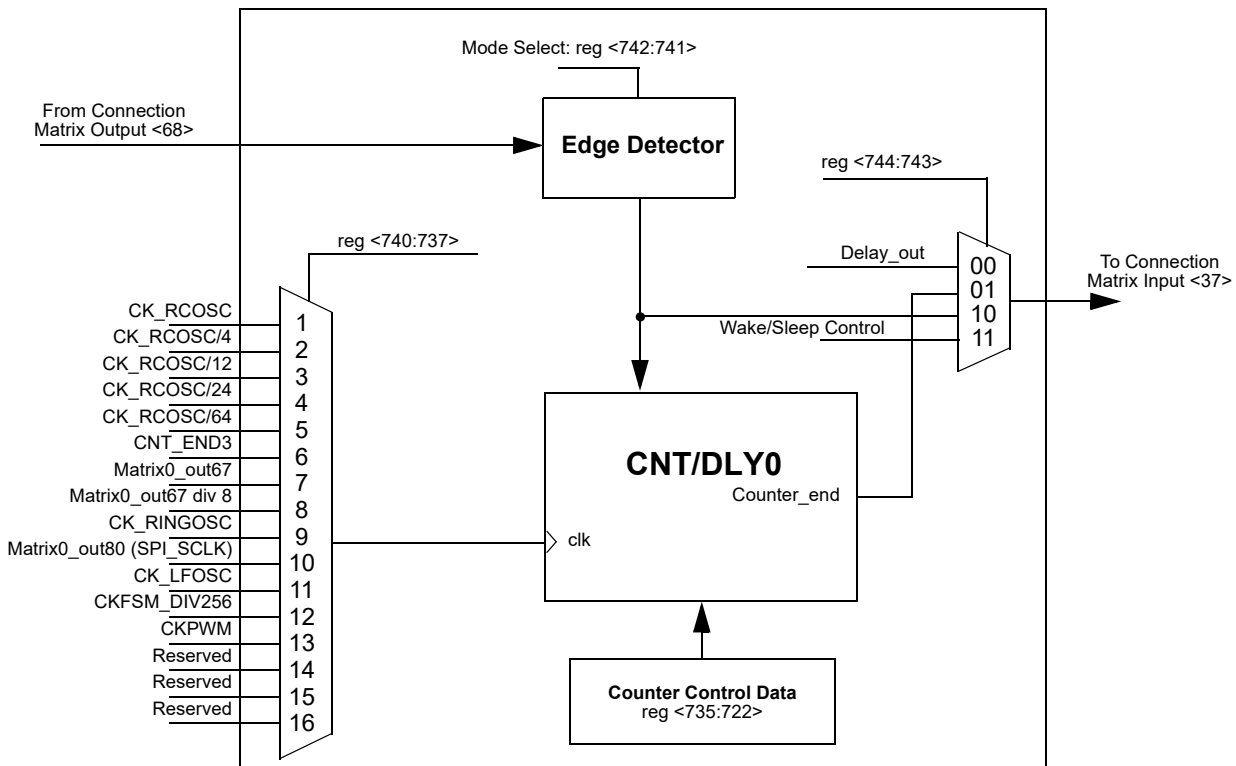 Mode Select: reg <742:741>
From Connection
Matrix Output <68>
Edge Detector
reg <744:743>
reg <740:737>
Delay_out
00
01
10
11
To Connection
Matrix Input <37>
Wake/Sleep Control
CK_RCOSC
1
CK_RCOSC/4
2
CK_RCOSC/12
3
CK_RCOSC/24
4
CK_RCOSC/64
5
CNT_END3
6
Matrix0_out67
7
Matrix0_out67 div 8
8
CK_RINGOSC
9
Matrix0_out80 (SPI_SCLK)
10
CK_LFOSC
11
CKFSM_DIV256
12
CKPWM
13
Reserved
14
Reserved
15
Reserved
16
CNT/DLY0
Counter_end
clk
Counter Control Data
reg <735:722>